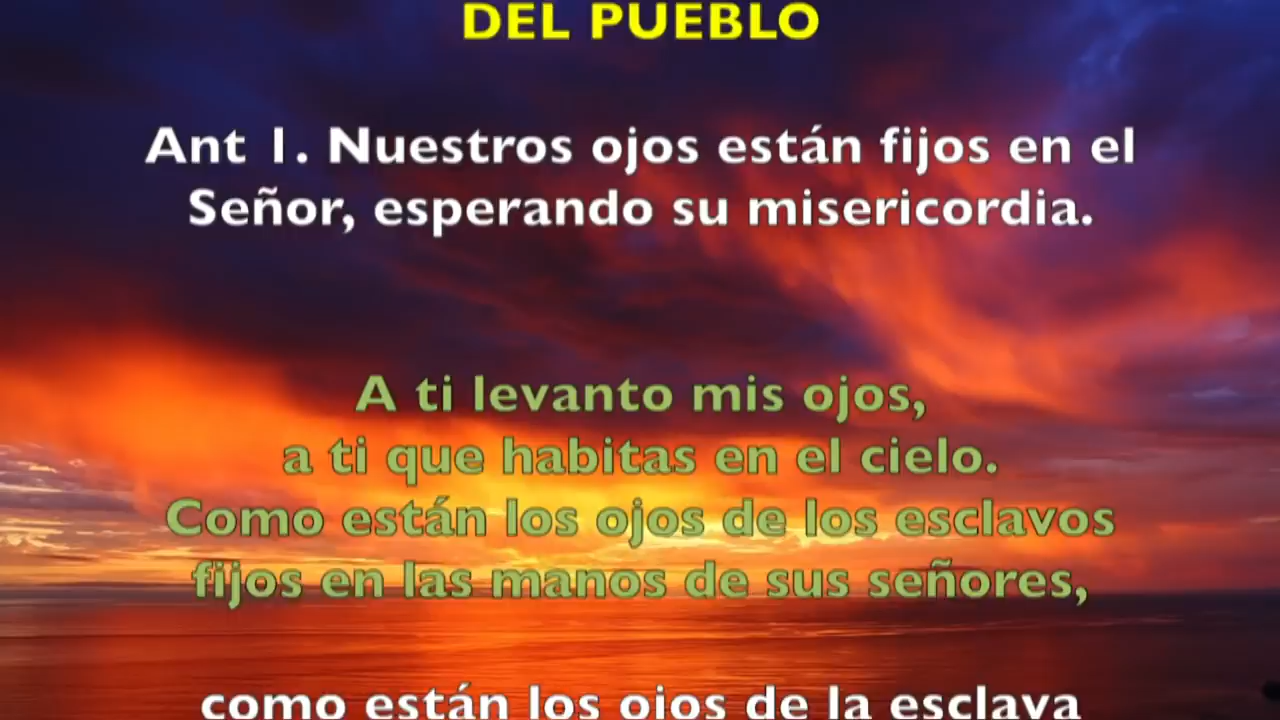 DEL PUEBLO
Ant 1. Nuestros ojos están fijos en el
Señor, esperando su misericordia.
A ti levanto mis ojos,
a ti que habitas en el cielo.
Como están los ojos de los esclavos
fijos en las manos de sus señores,
como están los ojos de la esclava